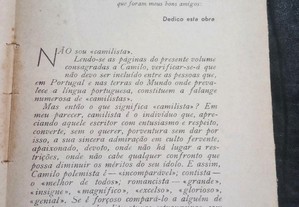 que foram meus bons amigos:
Dedico esta obra
NÃO sou «camilista».
Lendo-se as páginas do presente volume
consagradas a Camilo, verificar-se-á que
não devo ser incluído entre as pessoas que,
em Portugal e nas terras do Mundo onde preva-
lece a língua portuguesa, constituem a falange
numerosa de «camilistas».
Mas então o que significa «camilista»? Em
meu parecer, camilista é o indivíduo que, apre-
ciando aquele escritor com entusiasmo e respeito,
converte, sem o querer, porventura sem dar por
isso, a sua sincera admiração em culto fervente,
apaixonado, devoto, onde não há lugar a res-
trições, onde não cabe qualquer confronto que
possa diminuir os méritos do seu ídolo. E assim,
Camilo polemista é — «incomparável»; contista —
o «melhor de todos», romancista — «grande»,
«insigne», «magnífico», «excelso», «glorioso»,
«genial». Se é forçoso compará-lo a alguém de